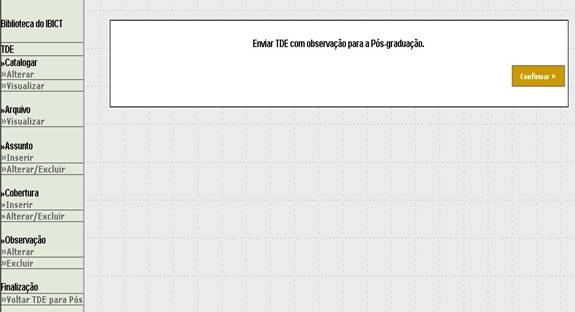 Biblioteca do IBICT
TDE
»Catalogar
»Alterar
»Visualizar
»Arquivo
»Visualizar
»Assunto
»Inserir
»Alterar/Excluir
»Cobertura
»Inserir
»Alterar/Excluir
»Observação
»Alterar
»Excluir
Finalização
»Voltar TDE para Pós
Enviar TDE com observação para a Pós-graduação.
Confirmar »